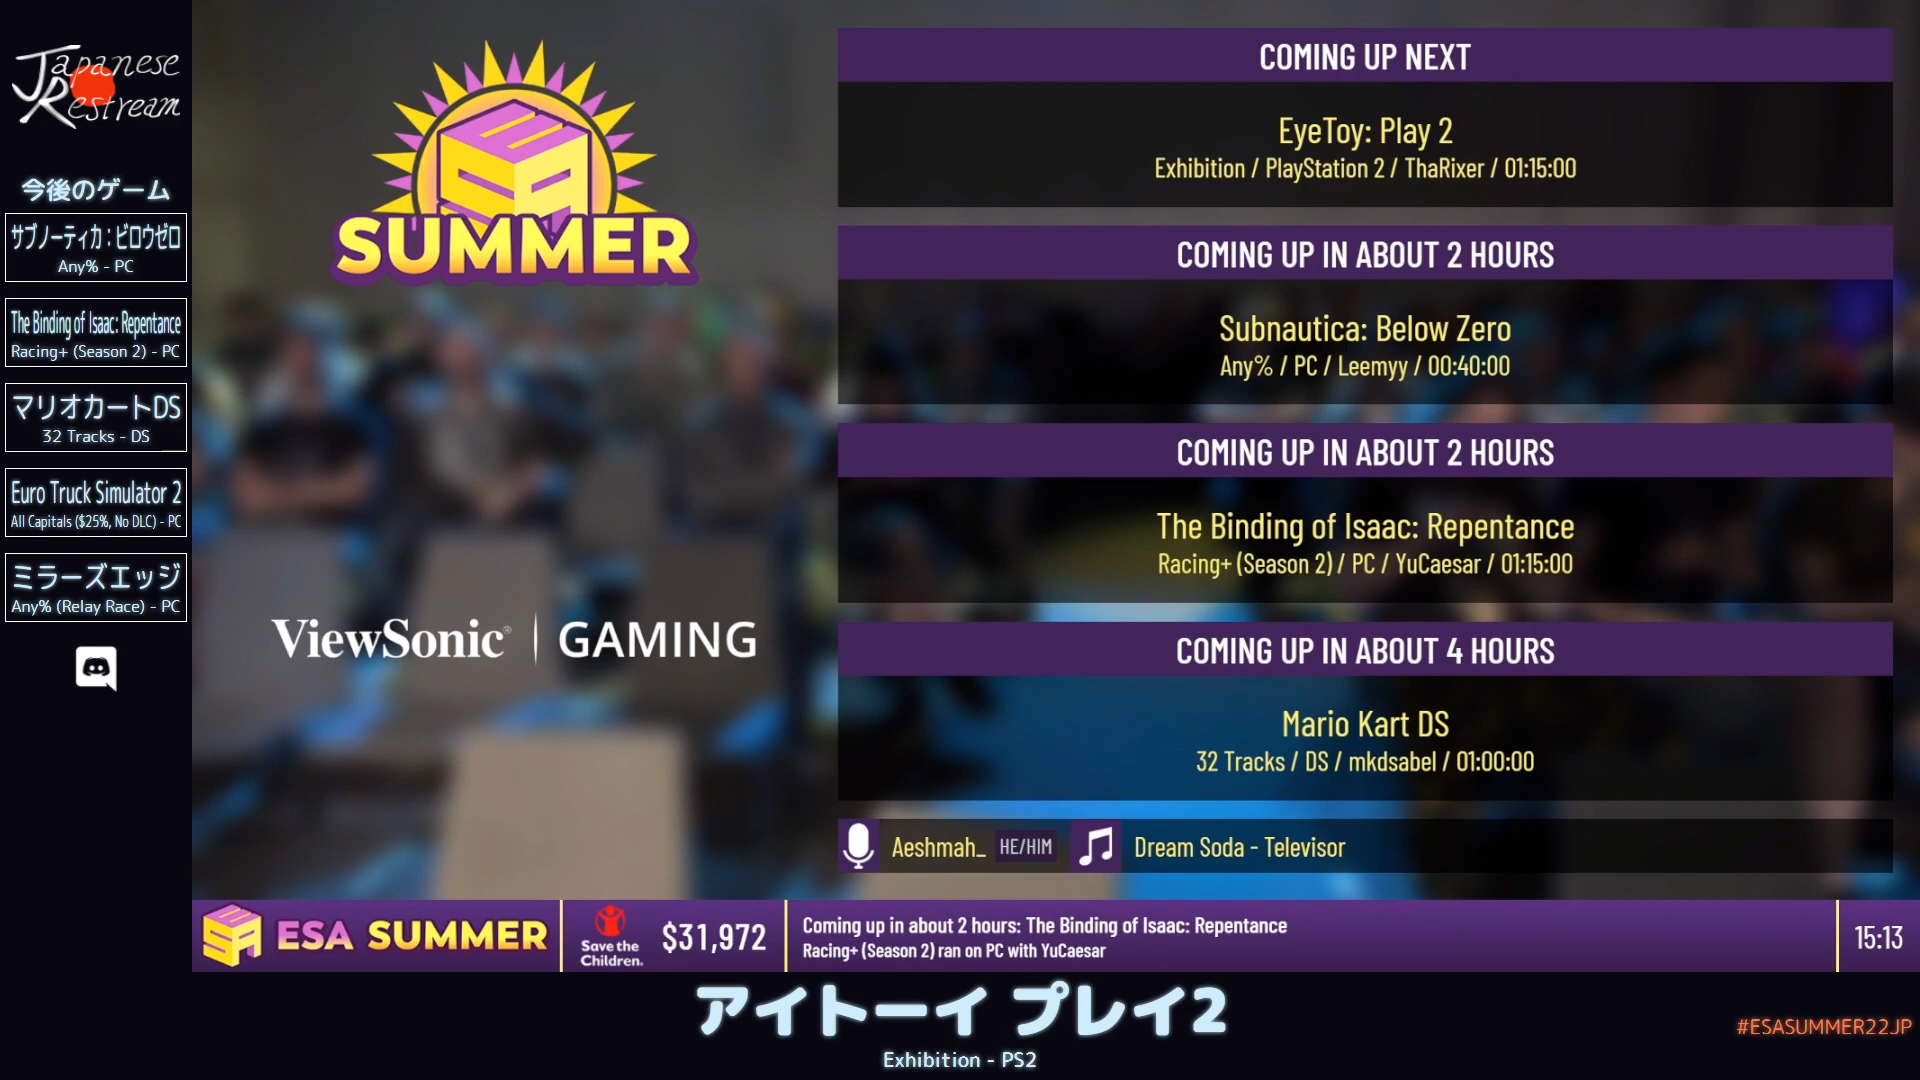 Japanese
Restream
今後のゲーム
サブノーティカ：ビロウゼロ
Any% - PC
The Binding of Isaac: Repentance
Racing+ (Season 2) - PC
マリオカートDS
32 Tracks - DS
Euro Truck Simulator 2
All Capitals ($25%, No DLC) - PC
ミラーズエッジ
Any% (Relay Race) - PC
ESA
SUMMER
ViewSonic® | GAMING
COMING UP NEXT
EyeToy: Play 2
Exhibition / PlayStation 2 / ThaRixer / 01:15:00
COMING UP IN ABOUT 2 HOURS
Subnautica: Below Zero
Any% / PC / Leemyy / 00:40:00
COMING UP IN ABOUT 2 HOURS
The Binding of Isaac: Repentance
Racing+ (Season 2) / PC / YuCaesar / 01:15:00
COMING UP IN ABOUT 4 HOURS
Mario Kart DS
32 Tracks / DS / mkdsabel / 01:00:00
Aeshmah_ HE/HIM Dream Soda - Televisor
ESA ESA SUMMER
Save the
Children.
$31,972
Coming up in about 2 hours: The Binding of Isaac: Repentance
Racing+ (Season 2) ran on PC with YuCaesar
15:13
アイトーイ プレイ2
Exhibition - PS2
#ESASUMMER22JP